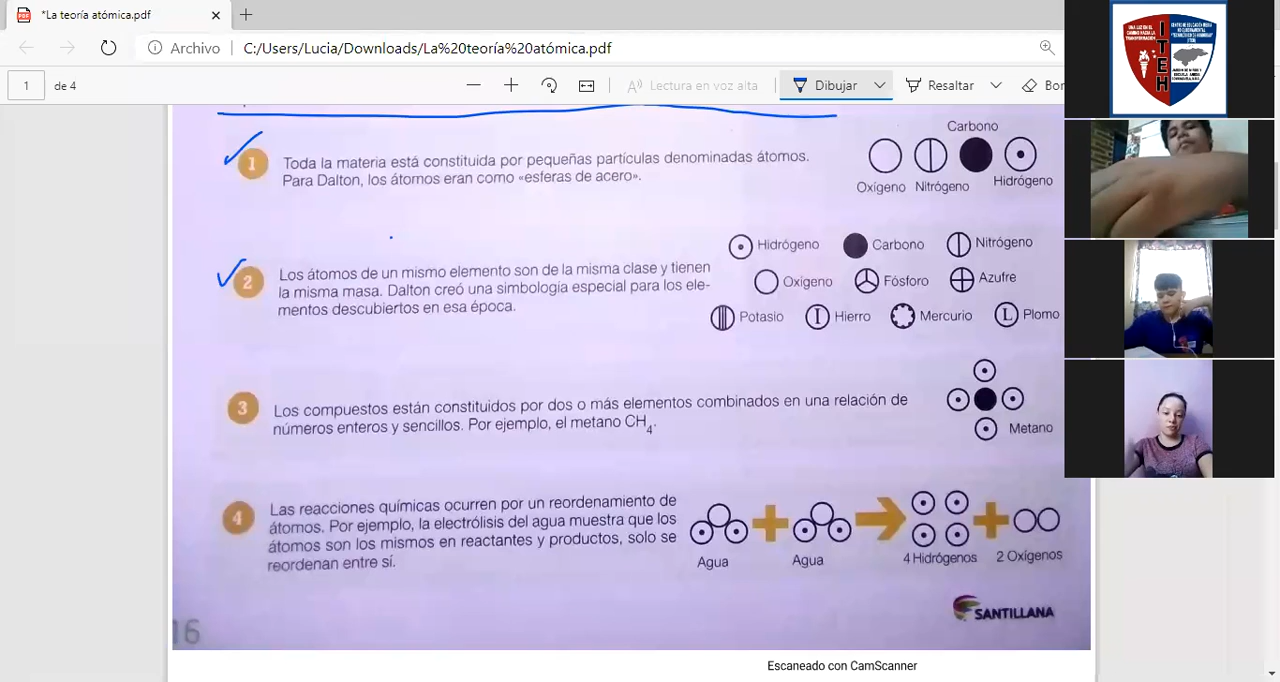 *La teoría atómica.pdf
Archivo
C:/Users/Lucia/Downloads/La%20teoría%20atómica.pdf
1
de 4
Lectura en voz alta
Dibujar
Resaltar
Bor
1
Toda la materia está constituida por pequeñas partículas denominadas átomos.
Para Dalton, los átomos eran como «esferas de acero».
Carbono
Oxígeno Nitrógeno Hidrógeno
2
Los átomos de un mismo elemento son de la misma clase y tienen
la misma masa. Dalton creó una simbología especial para los ele-
mentos descubiertos en esa época.
Hidrógeno Carbono Nitrógeno
Oxígeno Fósforo Azufre
Potasio I Hierro Mercurio L Plomo
3
Los compuestos están constituidos por dos o más elementos combinados en una relación de
números enteros y sencillos. Por ejemplo, el metano CH4.
Metano
4
Las reacciones químicas ocurren por un reordenamiento de
átomos. Por ejemplo, la electrólisis del agua muestra que los
átomos son los mismos en reactantes y productos, solo se
reordenan entre sí.
Agua Agua 4 Hidrógenos 2 Oxígenos
SANTILLANA
16
Escaneado con CamScanner
ITEH